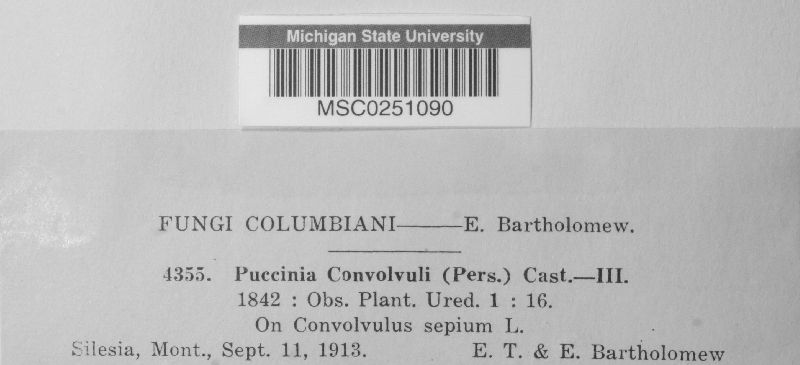 Michigan State University
MSC0251090
FUNGI COLUMBIANI——E. Bartholomew.
4355. Puccinia Convolvuli (Pers.) Cast.—III.
1842 : Obs. Plant. Ured. 1 : 16.
On Convolvulus sepium L.
Silesia, Mont., Sept. 11, 1913. E. T. & E. Bartholomew